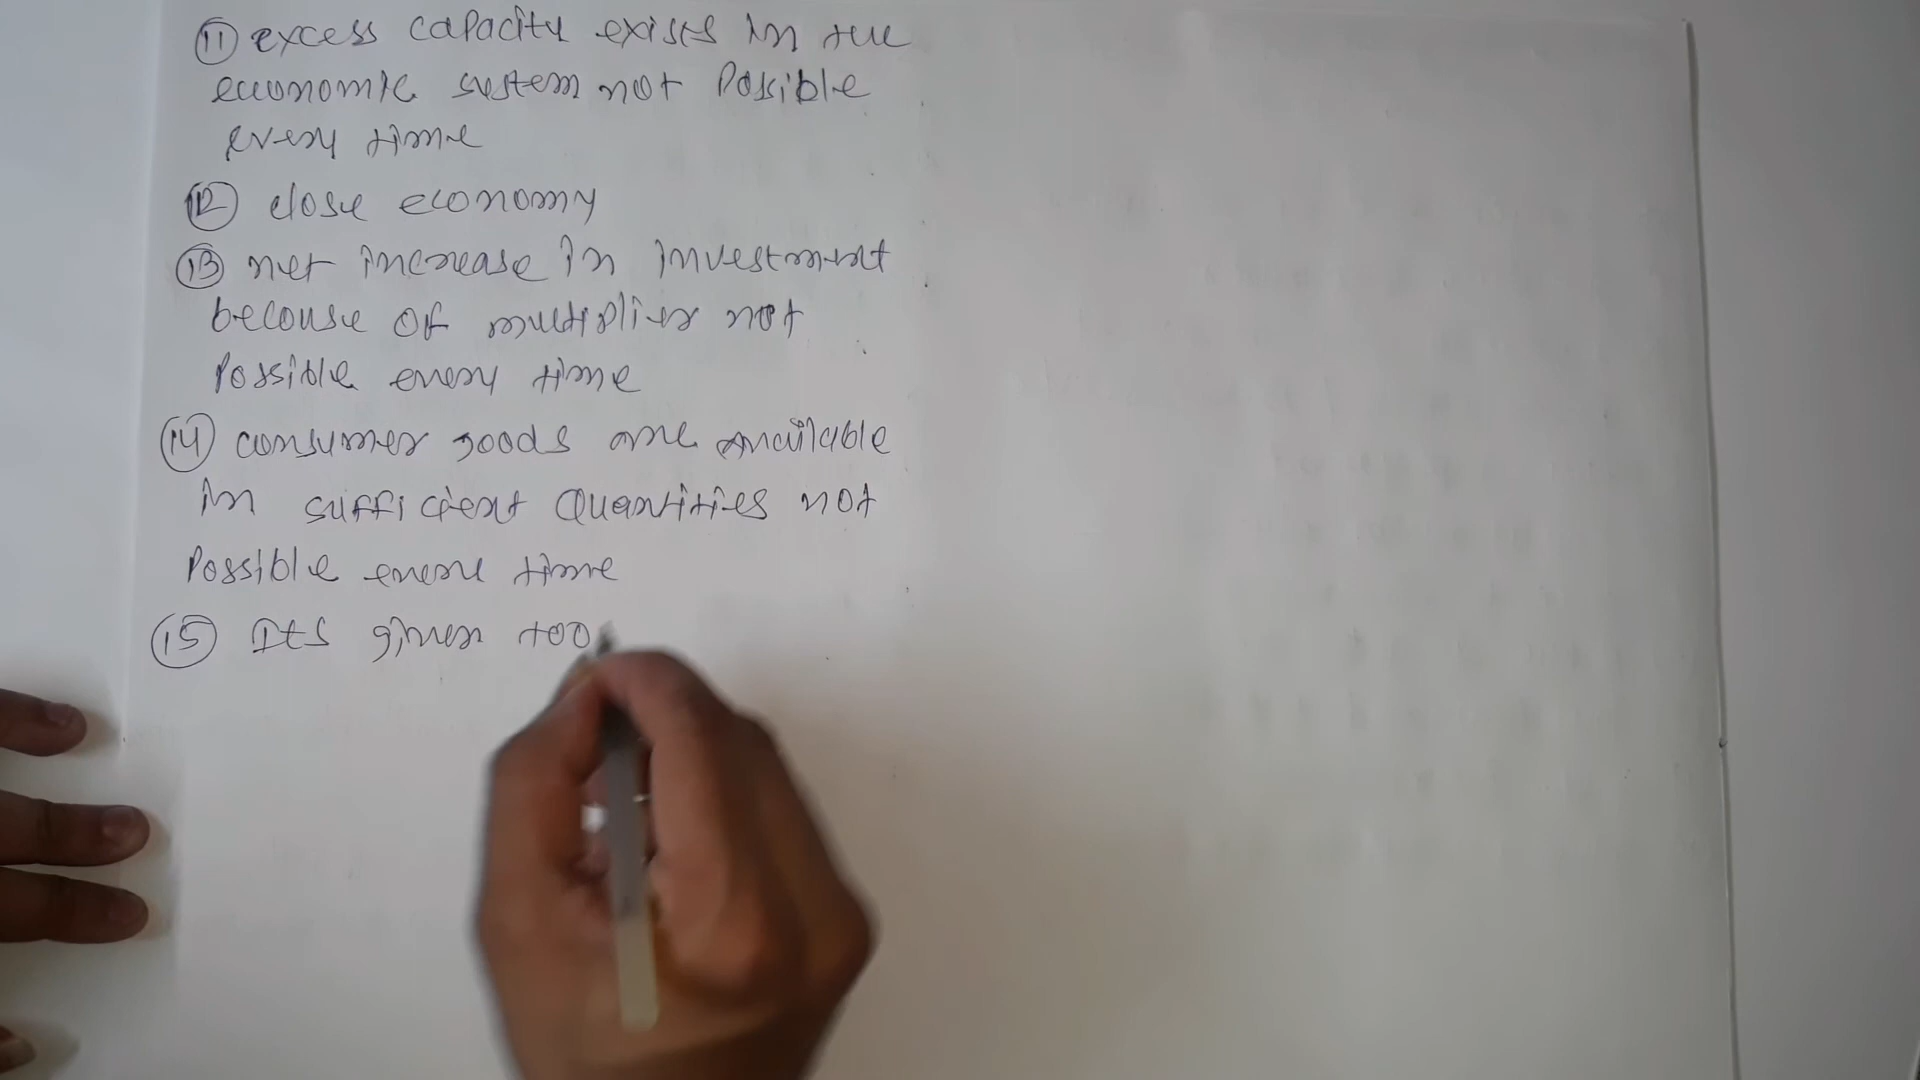 11 excess capacity exists in the
economic system not Possible
every time
12 close economy
13 net increase in investment
because of multiplier not
Possible every time
14 consumer goods are available
in sufficient Quantities not
Possible every time
15 Its given too